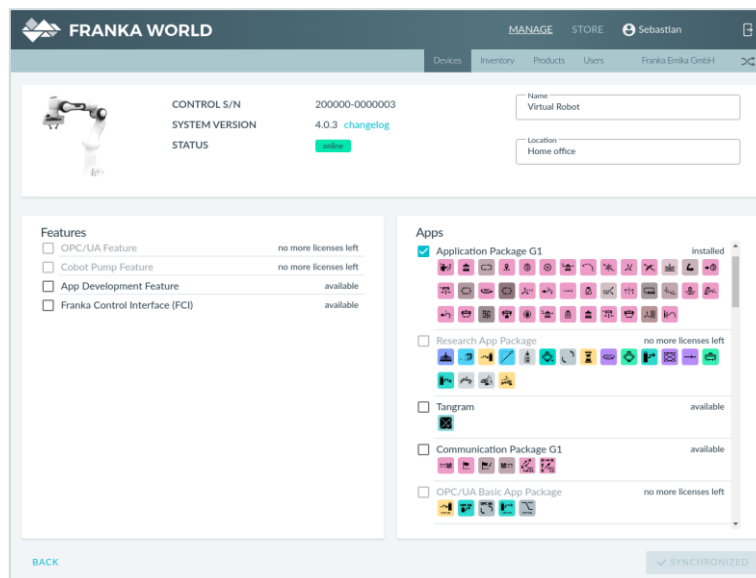 FRANKA WORLD
MANAGE STORE Sebastian
Devices Inventory Products Users Franka Emika GmbH
CONTROL S/N 200000-0000003
SYSTEM VERSION 4.0.3 changelog
STATUS online
Name
Virtual Robot
Location
Home office
Features
OPC/UA Feature no more licenses left
Cobot Pump Feature no more licenses left
App Development Feature available
Franka Control Interface (FCI) available
Apps
Application Package G1 installed
Research App Package no more licenses left
Tangram available
Communication Package G1 available
OPC/UA Basic App Package no more licenses left
BACK
SYNCHRONIZED